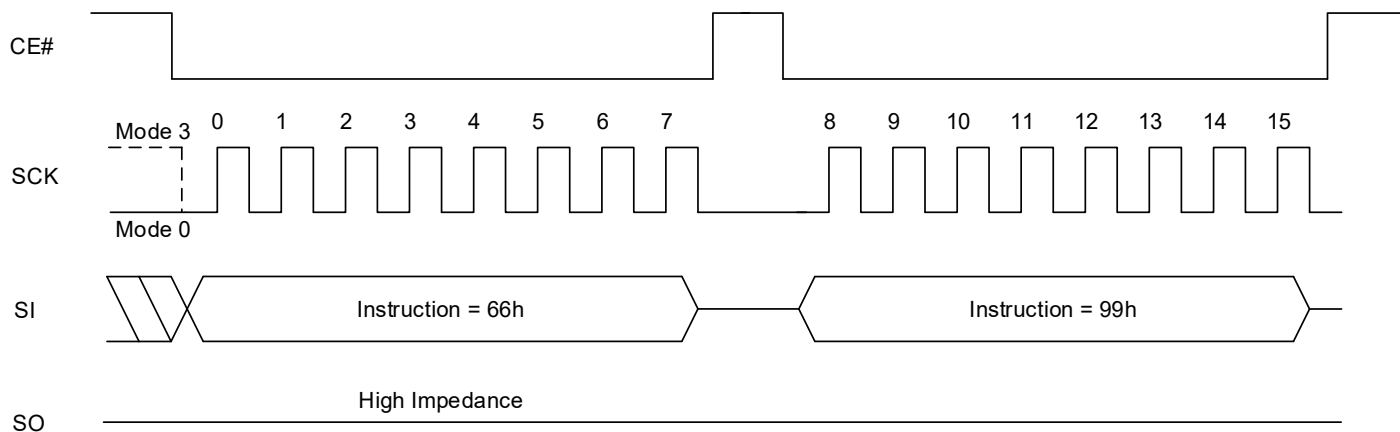 CE#
Mode 3 0 1 2 3 4 5 6 7 8 9 10 11 12 13 14 15
SCK
Mode 0
SI Instruction = 66h Instruction = 99h
High Impedance
SO